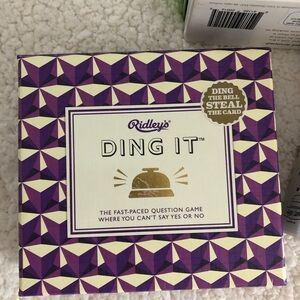 DING
THE BELL
STEAL
THE CARD
Ridley's
DING IT™
THE FAST-PACED QUESTION GAME
WHERE YOU CAN'T SAY YES OR NO